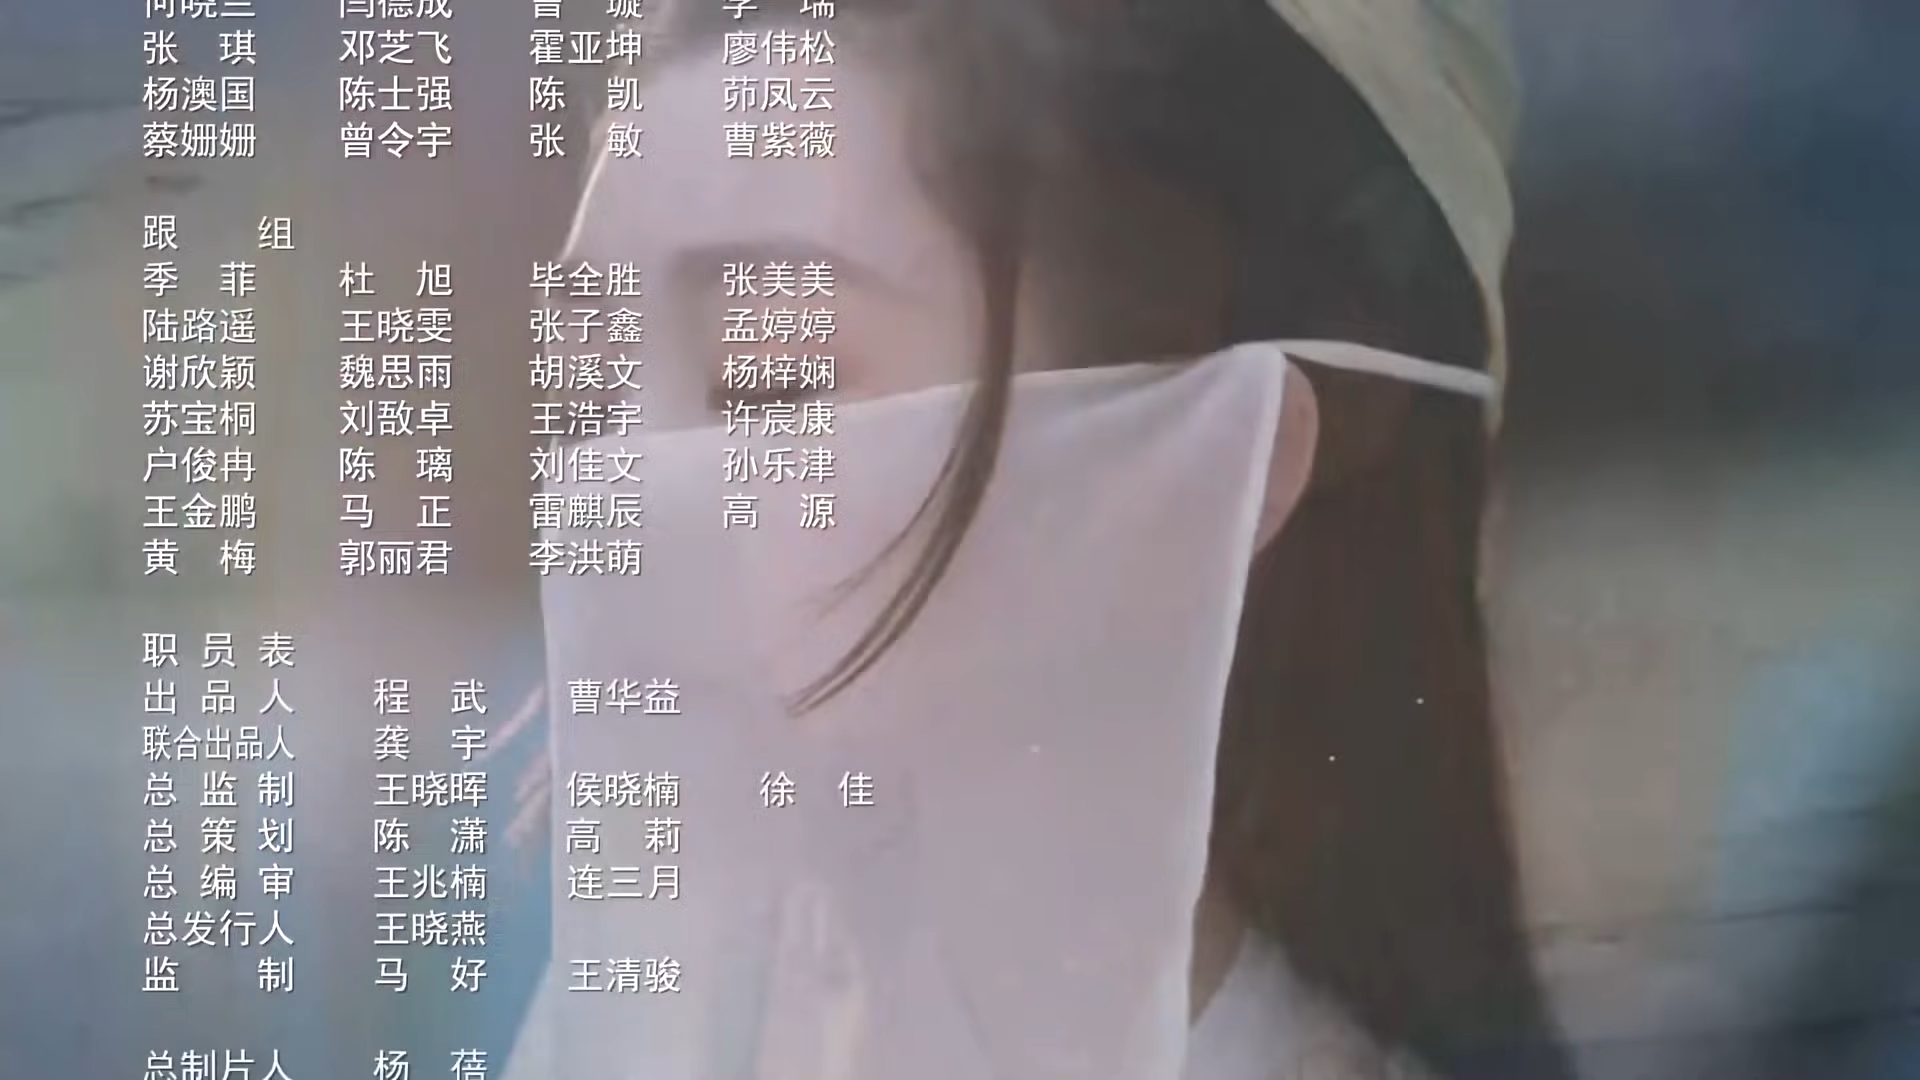 张　琪　邓芝飞　霍亚坤　廖伟松
杨澳国　陈士强　陈　凯　茆凤云
蔡姗姗　曾令宇　张　敏　曹紫薇
跟　组
季　菲　杜　旭　毕全胜　张美美
陆路遥　王晓雯　张子鑫　孟婷婷
谢欣颖　魏思雨　胡溪文　杨梓娴
苏宝桐　刘敔卓　王浩宇　许宸康
户俊冉　陈　璃　刘佳文　孙乐津
王金鹏　马　正　雷麒辰　高　源
黄　梅　郭丽君　李洪萌
职 员 表
出 品 人　程　武　曹华益
联合出品人　龚　宇
总 监 制　王晓晖　侯晓楠　徐　佳
总 策 划　陈　潇　高　莉
总 编 审　王兆楠　连三月
总发行人　王晓燕
监　制　马　好　王清骏
总制片人　杨　蓓